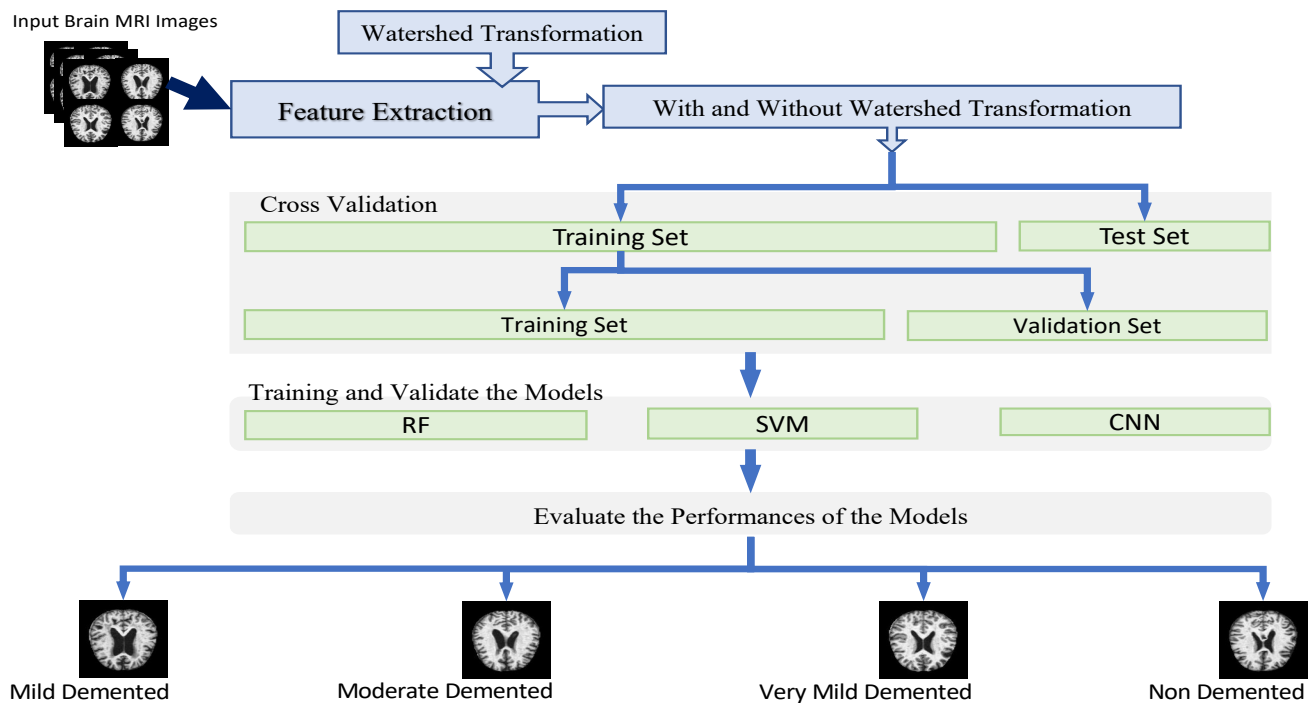 Input Brain MRI Images
Watershed Transformation
Feature Extraction
With and Without Watershed Transformation
Cross Validation
Training Set
Test Set
Training Set
Validation Set
Training and Validate the Models
RF
SVM
CNN
Evaluate the Performances of the Models
Mild Demented
Moderate Demented
Very Mild Demented
Non Demented